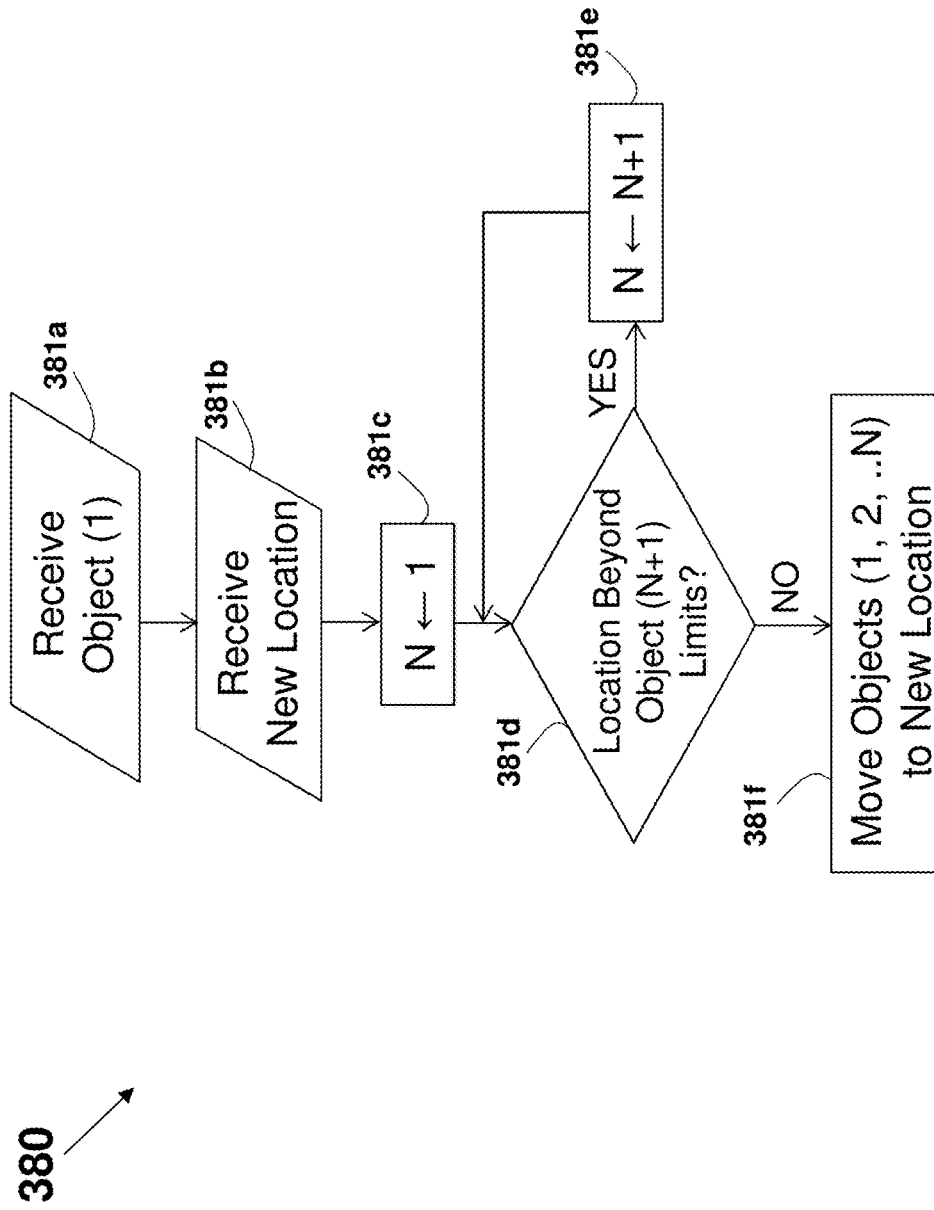 380
Receive
Object (1)
381a
Receive
New Location
381b
N ← 1
381c
Location Beyond
Object (N+1)
Limits?
381d
YES
N ← N+1
381e
NO
Move Objects (1, 2, ..N)
to New Location
381f